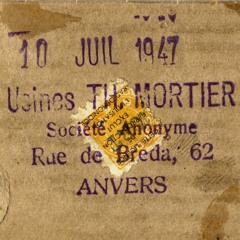 10 JUIL 1947
Usines TH. MORTIER
Société Anonyme
Rue de Breda, 62
ANVERS